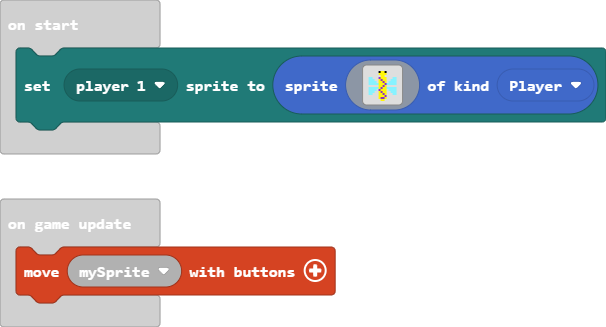 on start
set player 1 sprite to sprite of kind Player
on game update
move mySprite with buttons